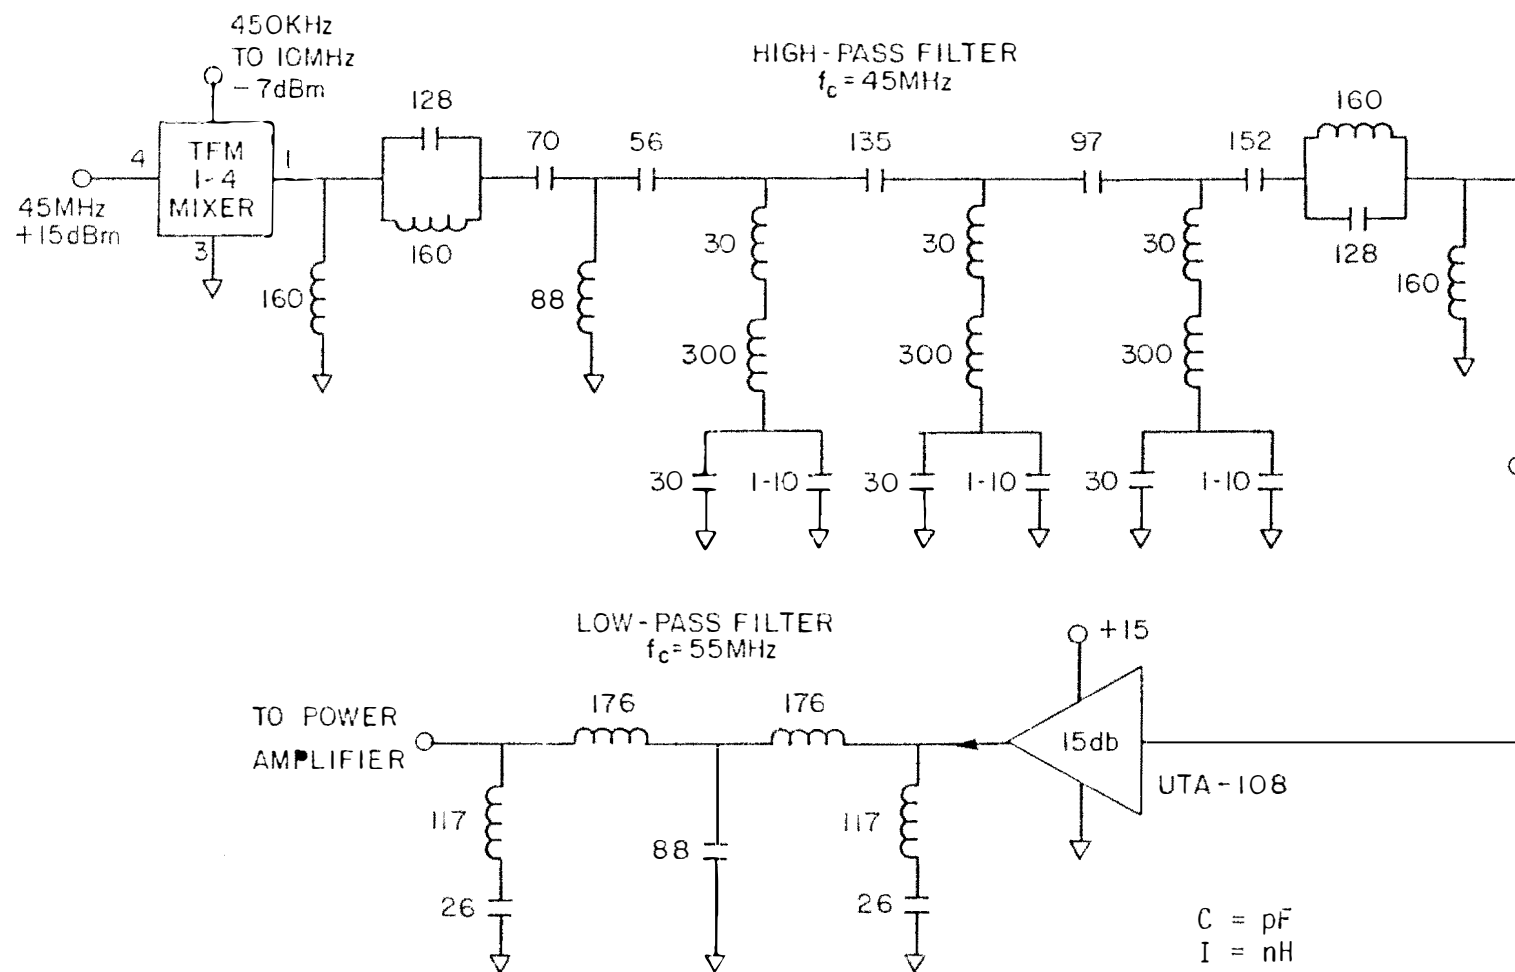 450KHz
TO 10MHz
-7dBm
HIGH-PASS FILTER
fc = 45MHz
128
160
70
56
135
97
152
4
TFM
1-4
MIXER
1
45MHz
+15dBm
3
160
160
88
30
30
30
128
160
300
300
300
30
1-10
30
1-10
30
1-10
LOW-PASS FILTER
fc = 55MHz
+15
176
176
TO POWER
AMPLIFIER
15db
UTA-108
117
88
117
26
26
C = pF
I = nH